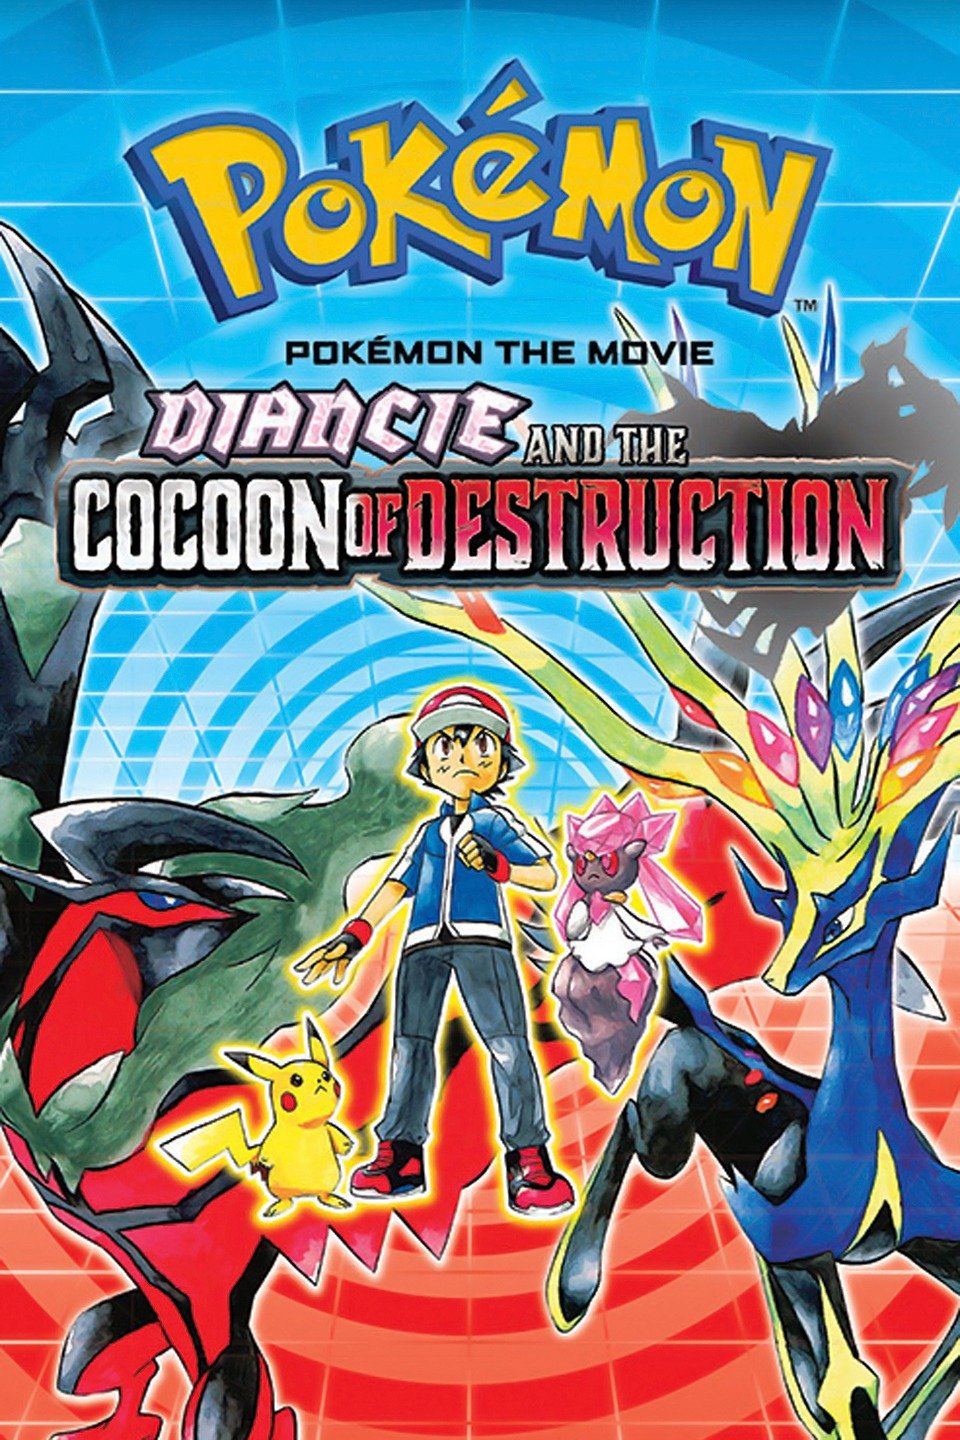 POKéMON
TM
POKÉMON THE MOVIE
DIANCIE AND THE
COCOON OF DESTRUCTION